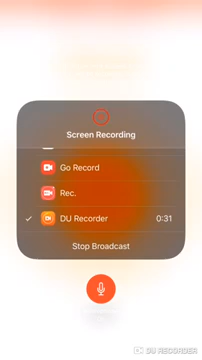 Screen Recording
Go Record
Rec.
DU Recorder 0:31
Stop Broadcast
DU RECORDER